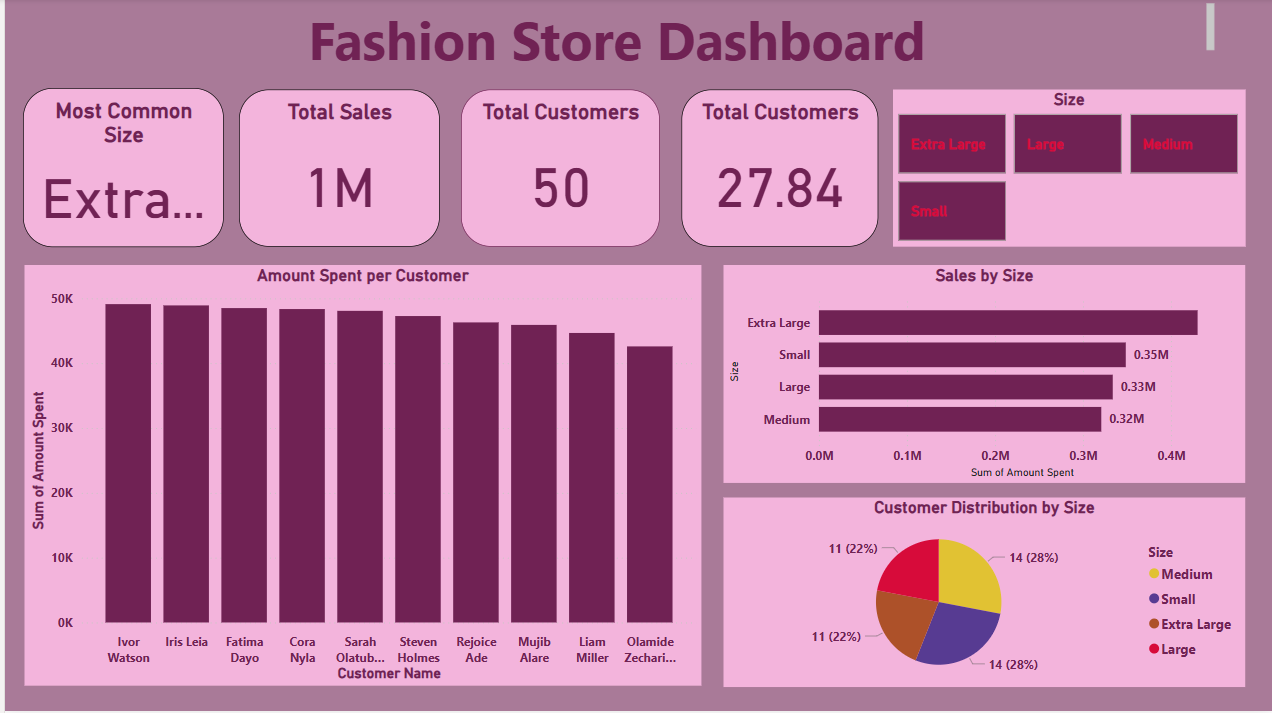 Fashion Store Dashboard
Most Common
Size
Extra...
Total Sales
1M
Total Customers
50
Total Customers
27.84
Size
Extra Large
Large
Medium
Small
Amount Spent per Customer
Sum of Amount Spent
50K
40K
30K
20K
10K
0K
Ivor
Watson
Iris Leia
Fatima
Dayo
Cora
Nyla
Sarah
Olatub...
Steven
Holmes
Rejoice
Ade
Mujib
Alare
Liam
Miller
Olamide
Zechari...
Customer Name
Sales by Size
Size
Extra Large
Small
0.35M
Large
0.33M
Medium
0.32M
0.0M
0.1M
0.2M
0.3M
0.4M
Sum of Amount Spent
Customer Distribution by Size
11 (22%)
14 (28%)
11 (22%)
14 (28%)
Size
Medium
Small
Extra Large
Large